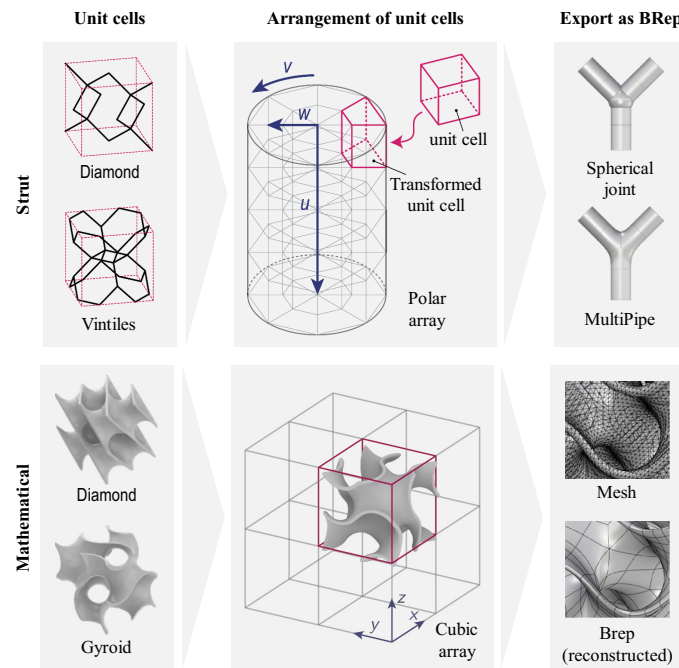 Unit cells
Arrangement of unit cells
Export as BRep
Strut
Diamond
Vintiles
v
w
u
unit cell
Transformed
unit cell
Polar
array
Spherical
joint
MultiPipe
Mathematical
Diamond
Gyroid
z
x
y
Cubic
array
Mesh
Brep
(reconstructed)